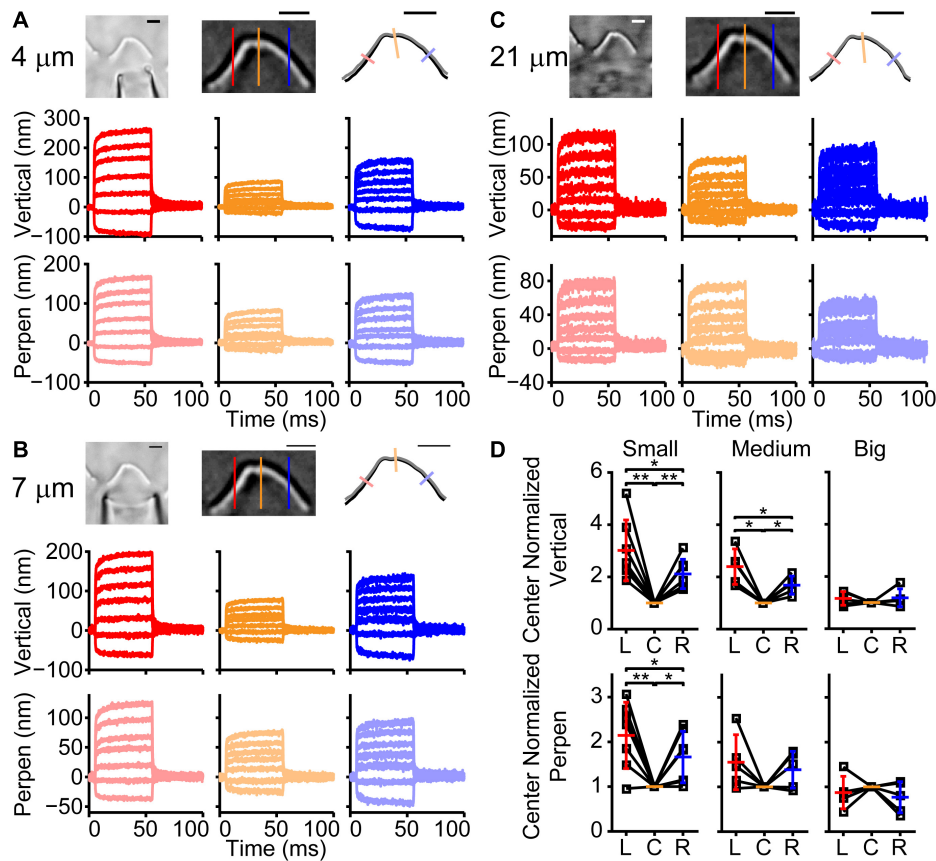 A
4 μm
Vertical (nm)
300
200
100
0
−100
Perpen (nm)
200
100
0
−100
0 50 100
0 50 100
0 50 100
Time (ms)
B
7 μm
Vertical (nm)
200
100
0
−100
Perpen (nm)
100
50
0
−50
0 50 100
0 50 100
0 50 100
Time (ms)
C
21 μm
Vertical (nm)
100
50
0
Perpen (nm)
80
40
0
−40
0 50 100
0 50 100
0 50 100
Time (ms)
D
Small Medium Big
Center Normalized
Vertical
6
4
2
0
*
** **
*
* *
L C R
L C R
L C R
Center Normalized
Perpen
3
2
1
0
*
** *
L C R
L C R
L C R